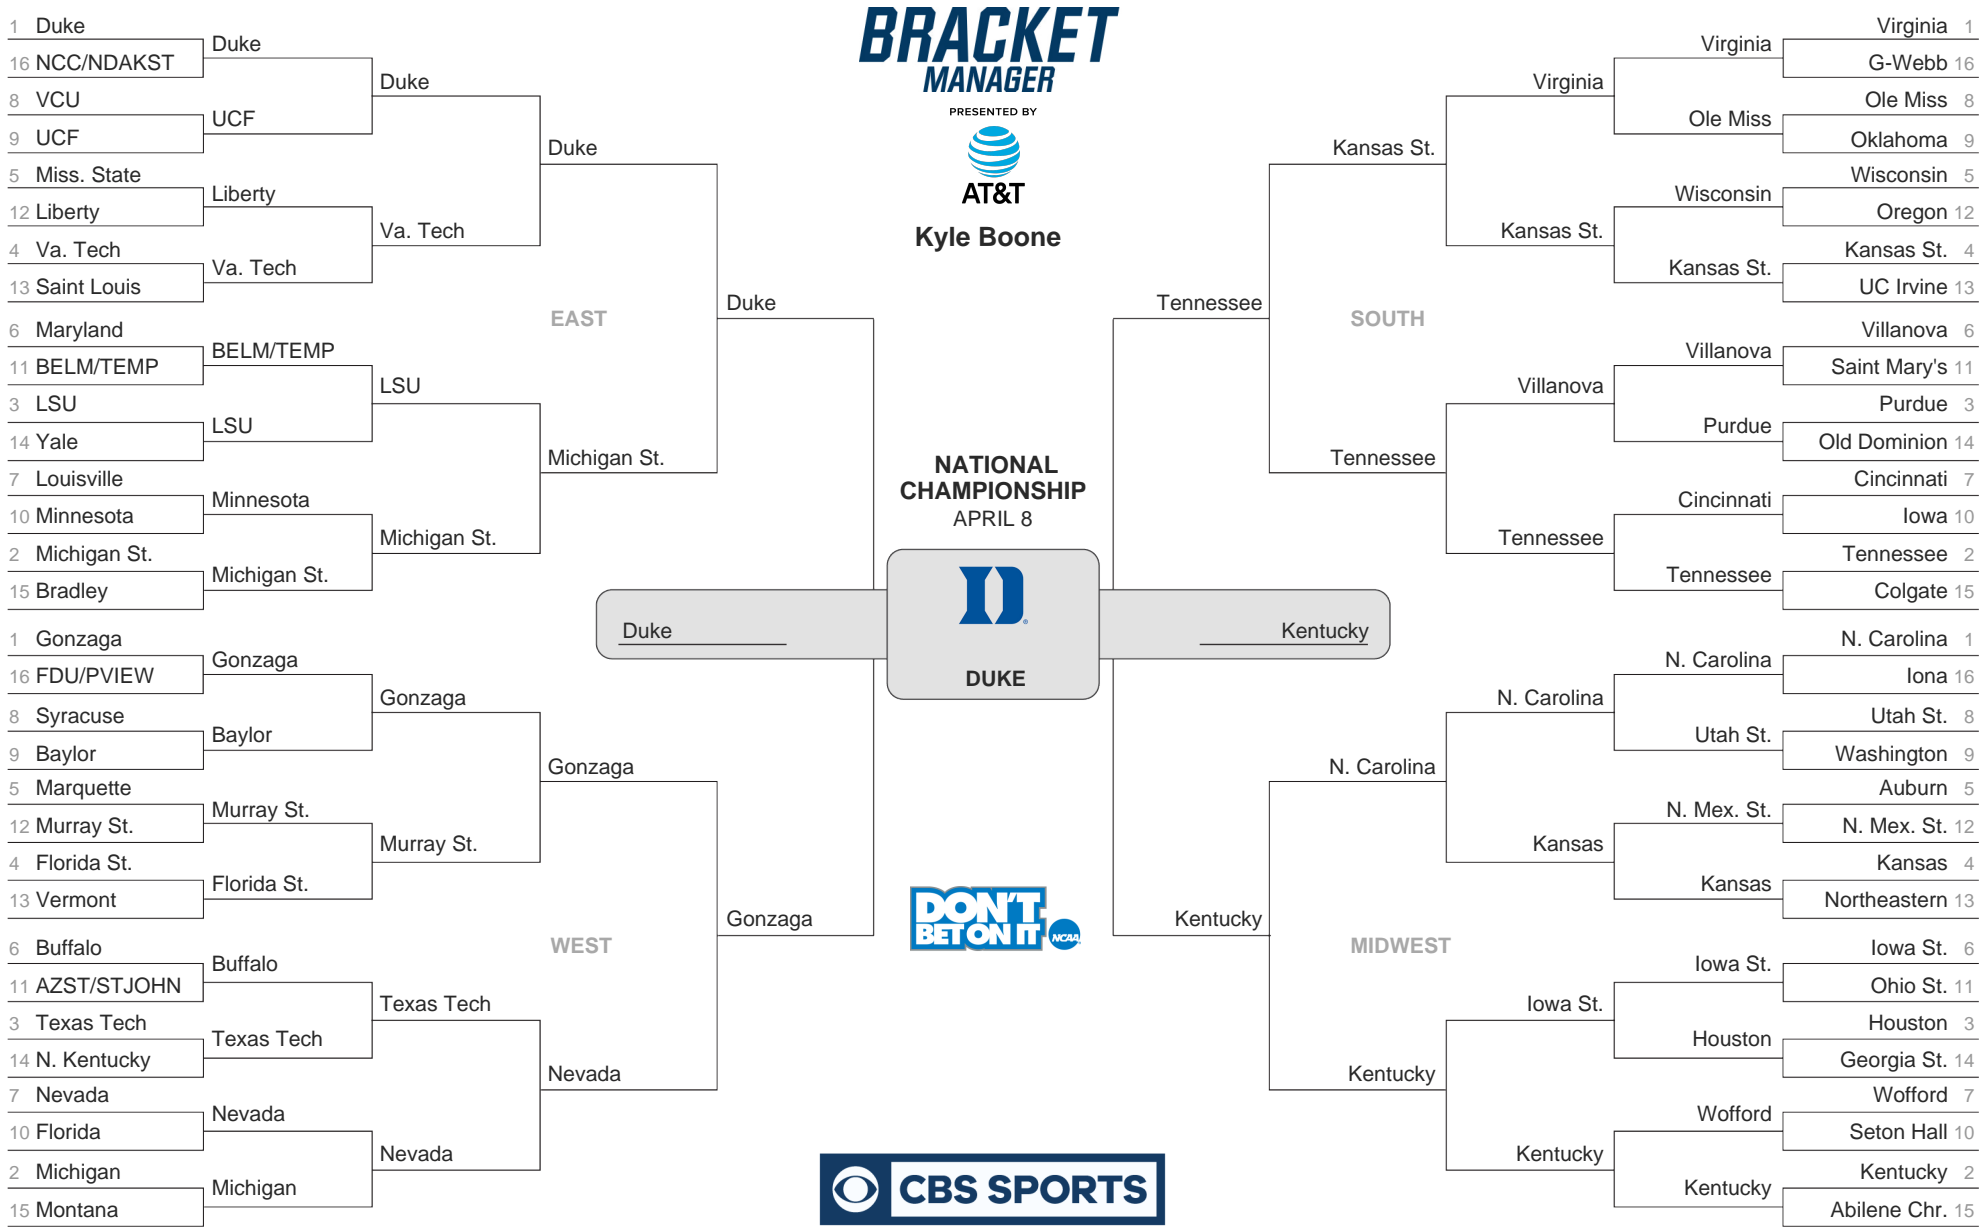 BRACKET
MANAGER
PRESENTED BY
AT&T
Kyle Boone
1 Duke
16 NCC/NDAKST
8 VCU
9 UCF
5 Miss. State
12 Liberty
4 Va. Tech
13 Saint Louis
6 Maryland
11 BELM/TEMP
3 LSU
14 Yale
7 Louisville
10 Minnesota
2 Michigan St.
15 Bradley
Duke
UCF
Liberty
Va. Tech
BELM/TEMP
LSU
Minnesota
Michigan St.
Duke
Va. Tech
LSU
Michigan St.
Duke
Michigan St.
EAST
Duke
1 Gonzaga
16 FDU/PVIEW
8 Syracuse
9 Baylor
5 Marquette
12 Murray St.
4 Florida St.
13 Vermont
6 Buffalo
11 AZST/STJOHN
3 Texas Tech
14 N. Kentucky
7 Nevada
10 Florida
2 Michigan
15 Montana
Gonzaga
Baylor
Murray St.
Florida St.
Buffalo
Texas Tech
Nevada
Michigan
Gonzaga
Murray St.
Texas Tech
Nevada
Gonzaga
Nevada
WEST
Gonzaga
NATIONAL
CHAMPIONSHIP
APRIL 8
Duke
DUKE
Kentucky
DON'T
BET ON IT
NCAA
CBS SPORTS
Tennessee
SOUTH
Kansas St.
Tennessee
Virginia
Kansas St.
Villanova
Tennessee
Virginia
Ole Miss
Wisconsin
Kansas St.
Villanova
Purdue
Cincinnati
Tennessee
Virginia 1
G-Webb 16
Ole Miss 8
Oklahoma 9
Wisconsin 5
Oregon 12
Kansas St. 4
UC Irvine 13
Villanova 6
Saint Mary's 11
Purdue 3
Old Dominion 14
Cincinnati 7
Iowa 10
Tennessee 2
Colgate 15
Kentucky
MIDWEST
N. Carolina
Kentucky
N. Carolina
Kansas
Iowa St.
Kentucky
N. Carolina
Utah St.
N. Mex. St.
Kansas
Iowa St.
Houston
Wofford
Kentucky
N. Carolina 1
Iona 16
Utah St. 8
Washington 9
Auburn 5
N. Mex. St. 12
Kansas 4
Northeastern 13
Iowa St. 6
Ohio St. 11
Houston 3
Georgia St. 14
Wofford 7
Seton Hall 10
Kentucky 2
Abilene Chr. 15